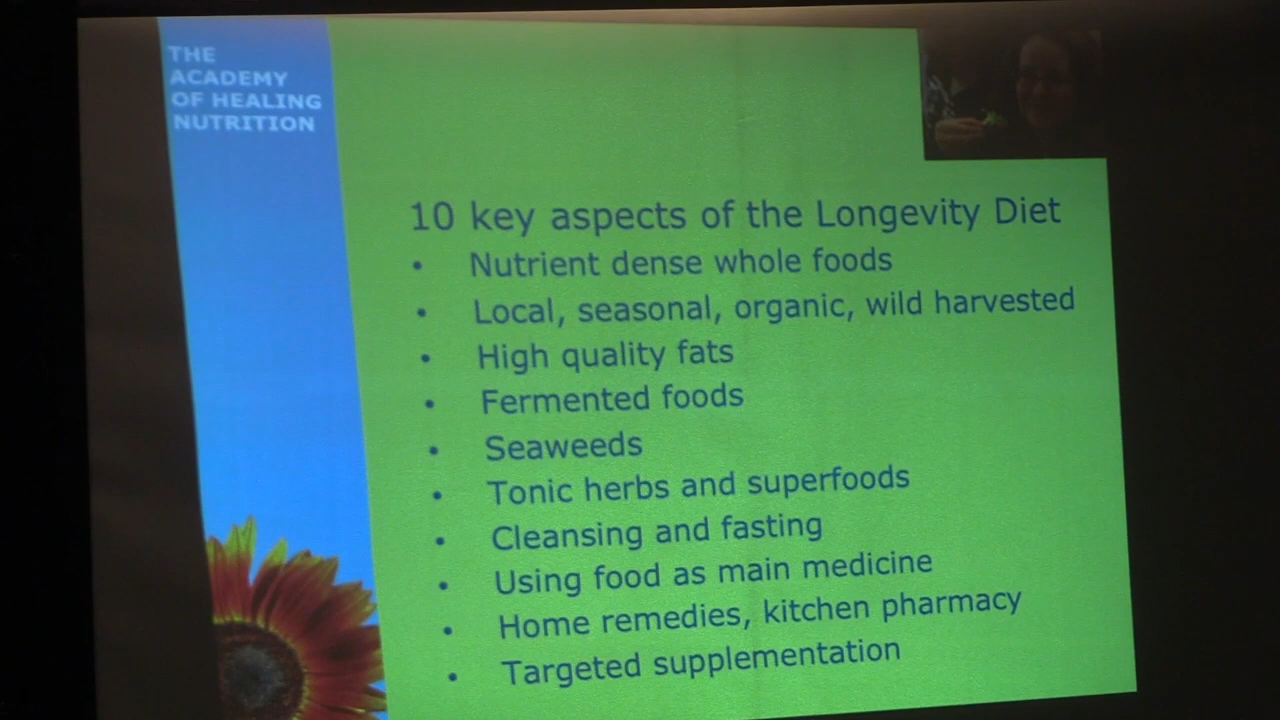 THE
ACADEMY
OF HEALING
NUTRITION
10 key aspects of the Longevity Diet
• Nutrient dense whole foods
• Local, seasonal, organic, wild harvested
• High quality fats
• Fermented foods
• Seaweeds
• Tonic herbs and superfoods
• Cleansing and fasting
• Using food as main medicine
• Home remedies, kitchen pharmacy
• Targeted supplementation